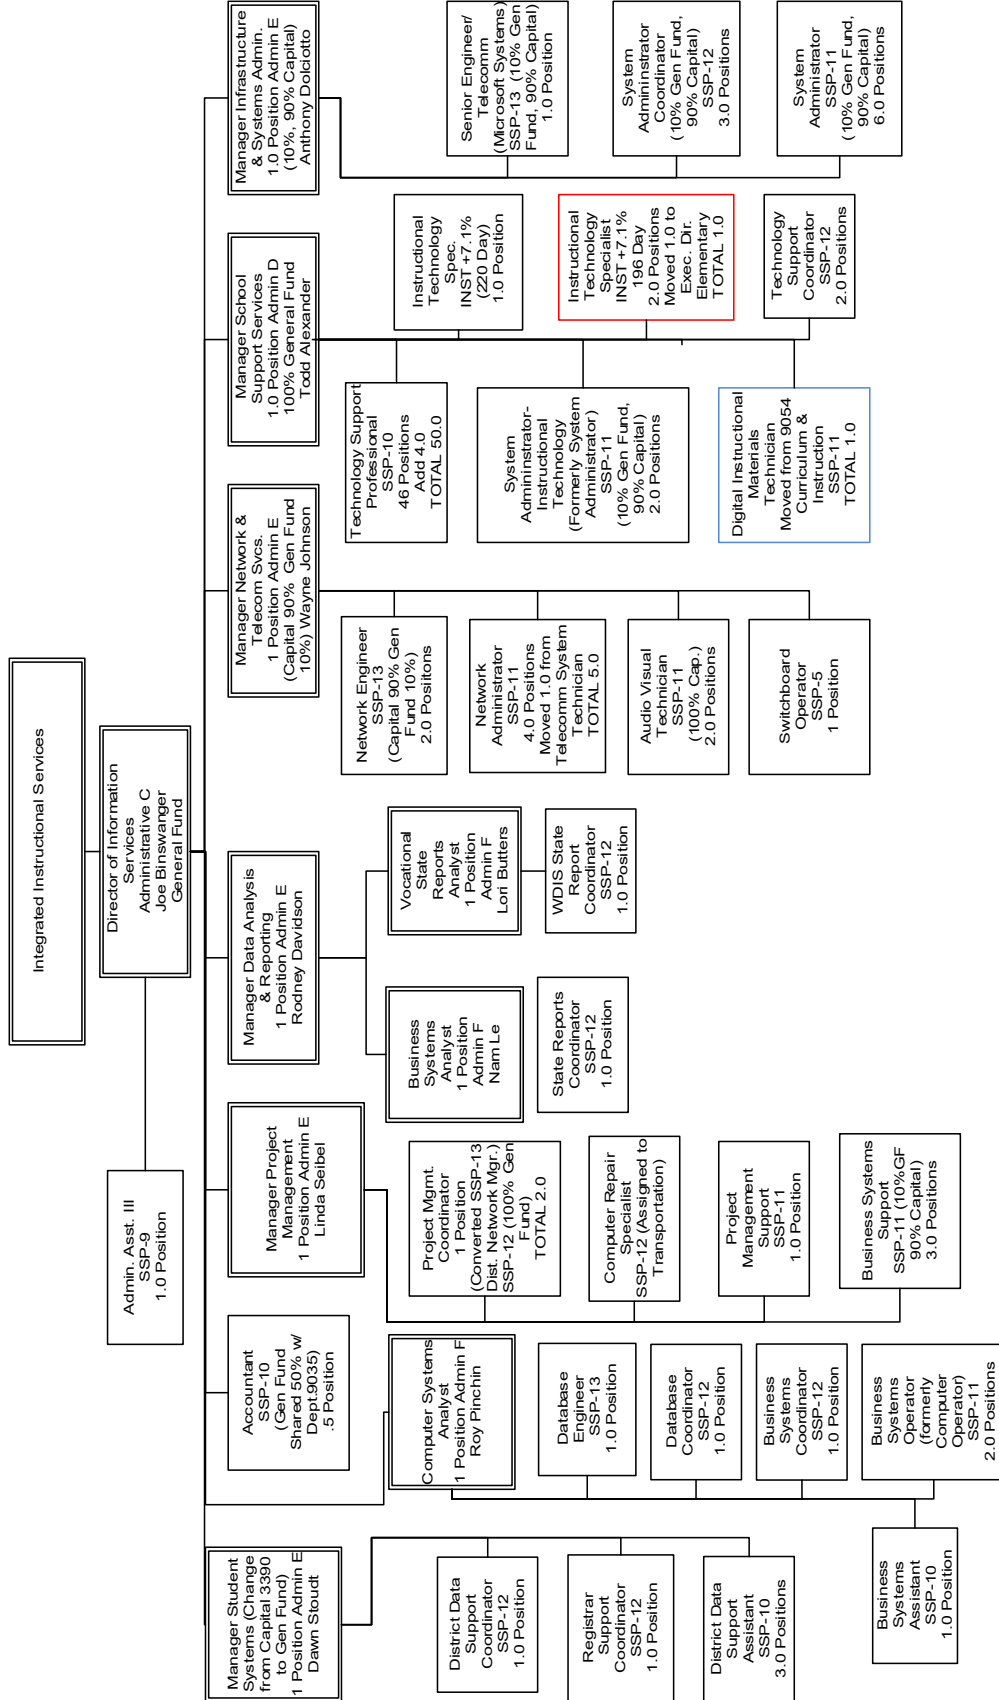 Integrated Instructional Services
Director of Information
Services
Administrative C
Joe Binswanger
General Fund
Admin. Asst. III
SSP-9
1.0 Position
Manager Student
Systems (Change
from Capital 3390
to Gen Fund)
1 Position Admin E
Dawn Stoudt
Accountant
SSP-10
(Gen Fund
Shared 50% w/
Dept.9035)
.5 Position
Manager Project
Management
1 Position Admin E
Linda Seibel
Manager Data Analysis
& Reporting
1 Position Admin E
Rodney Davidson
Manager Network &
Telecom Svcs.
1 Position Admin E
(Capital 90% Gen Fund
10%) Wayne Johnson
Manager School
Support Services
1.0 Position Admin D
100% General Fund
Todd Alexander
Manager Infrastructure
& Systems Admin.
1.0 Position Admin E
(10%, 90% Capital)
Anthony Dolciotto
District Data
Support
Coordinator
SSP-12
1.0 Position
Registrar
Support
Coordinator
SSP-12
1.0 Position
District Data
Support
Assistant
SSP-10
3.0 Positions
Computer Systems
Analyst
1 Position Admin F
Roy Pinchin
Database
Engineer
SSP-13
1.0 Position
Database
Coordinator
SSP-12
1.0 Position
Business
Systems
Coordinator
SSP-12
1.0 Position
Business
Systems
Operator
(formerly
Computer
Operator)
SSP-11
2.0 Positions
Business
Systems
Assistant
SSP-10
1.0 Position
Project Mgmt.
Coordinator
1 Position
(Converted SSP-13
Dist. Network Mgr.)
SSP-12 (100% Gen
Fund)
TOTAL 2.0
Computer Repair
Specialist
SSP-12 (Assigned to
Transportation)
Project
Management
Support
SSP-11
1.0 Position
Business Systems
Support
SSP-11 (10%GF
90% Capital)
3.0 Positions
Business
Systems
Analyst
1 Position
Admin F
Nam Le
Vocational
State
Reports
Analyst
1 Position
Admin F
Lori Butters
State Reports
Coordinator
SSP-12
1.0 Position
WDIS State
Report
Coordinator
SSP-12
1.0 Position
Network Engineer
SSP-13
(Capital 90% Gen
Fund 10%)
2.0 Posiitons
Network
Administrator
SSP-11
4.0 Positions
Moved 1.0 from
Telecomm System
Technician
TOTAL 5.0
Audio Visual
Technician
SSP-11
(100% Cap.)
2.0 Positions
Switchboard
Operator
SSP-5
1 Position
Technology Support
Professional
SSP-10
46 Positions
Add 4.0
TOTAL 50.0
System
Admininstrator-
Instructional
Technology
(Formerly System
Administrator)
SSP-11
(10% Gen Fund,
90% Capital)
2.0 Positions
Digital Instructional
Materials
Technician
Moved from 9054
Curriculum &
Instruction
SSP-11
TOTAL 1.0
Instructional
Technology
Spec.
INST +7.1%
(220 Day)
1.0 Position
Instructional
Technology
Specialist
INST +7.1%
196 Day
2.0 Positions
Moved 1.0 to
Exec. Dir.
Elementary
TOTAL 1.0
Technology
Support
Coordinator
SSP-12
2.0 Positions
Senior Engineer/
Telecomm
(Microsoft Systems)
SSP-13 (10% Gen
Fund, 90% Capital)
1.0 Position
System
Admininstrator
Coordinator
(10% Gen Fund,
90% Capital)
SSP-12
3.0 Positions
System
Administrator
SSP-11
(10% Gen Fund,
90% Capital)
6.0 Positions